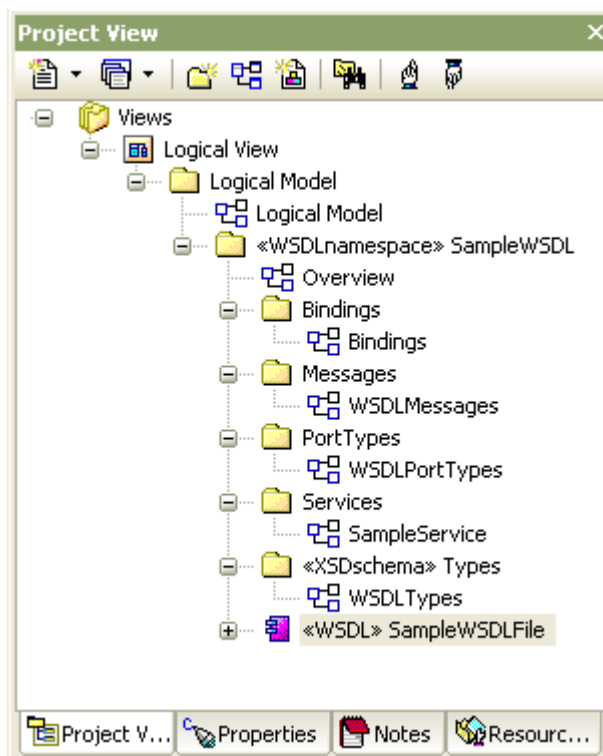 Project View
Views
Logical View
Logical Model
Logical Model
«WSDLnamespace» SampleWSDL
Overview
Bindings
Bindings
Messages
WSDLMessages
PortTypes
WSDLPortTypes
Services
SampleService
«XSDschema» Types
WSDLTypes
«WSDL» SampleWSDLFile
Project V... Properties Notes Resourc...